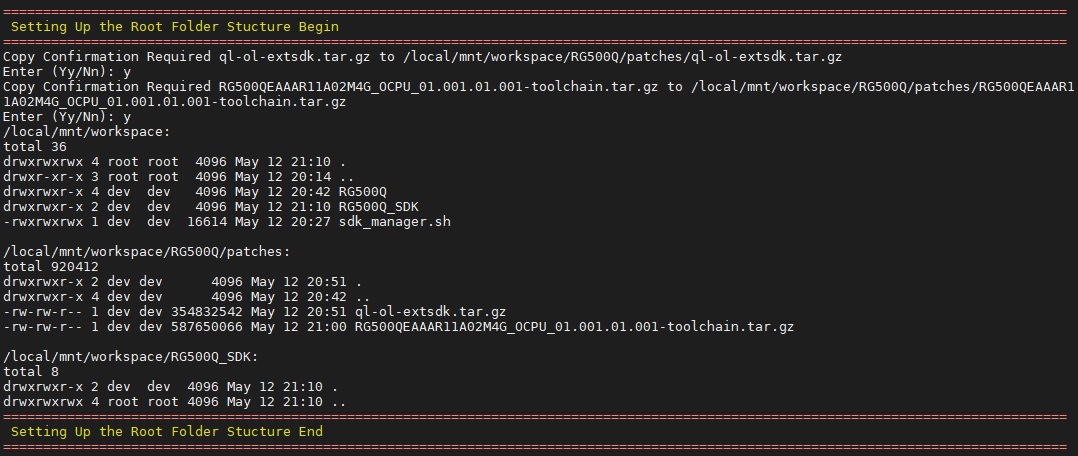 ================================================================================
 Setting Up the Root Folder Stucture Begin
================================================================================
Copy Confirmation Required ql-ol-extsdk.tar.gz to /local/mnt/workspace/RG500Q/patches/ql-ol-extsdk.tar.gz
Enter (Yy/Nn): y
Copy Confirmation Required RG500QEAAAR11A02M4G_OCPU_01.001.01.001-toolchain.tar.gz to /local/mnt/workspace/RG500Q/patches/RG500QEAAAR1
1A02M4G_OCPU_01.001.01.001-toolchain.tar.gz
Enter (Yy/Nn): y
/local/mnt/workspace:
total 36
drwxrwxrwx 4 root root  4096 May 12 21:10 .
drwxr-xr-x 3 root root  4096 May 12 20:14 ..
drwxrwxr-x 4 dev  dev   4096 May 12 20:42 RG500Q
drwxrwxr-x 2 dev  dev   4096 May 12 21:10 RG500Q_SDK
-rwxrwxrwx 1 dev  dev  16614 May 12 20:27 sdk_manager.sh

/local/mnt/workspace/RG500Q/patches:
total 920412
drwxrwxr-x 2 dev dev      4096 May 12 20:51 .
drwxrwxr-x 4 dev dev      4096 May 12 20:42 ..
-rw-rw-r-- 1 dev dev 354832542 May 12 20:51 ql-ol-extsdk.tar.gz
-rw-rw-r-- 1 dev dev 587650066 May 12 21:00 RG500QEAAAR11A02M4G_OCPU_01.001.01.001-toolchain.tar.gz

/local/mnt/workspace/RG500Q_SDK:
total 8
drwxrwxr-x 2 dev  dev  4096 May 12 21:10 .
drwxrwxrwx 4 root root 4096 May 12 21:10 ..
================================================================================
 Setting Up the Root Folder Stucture End
================================================================================